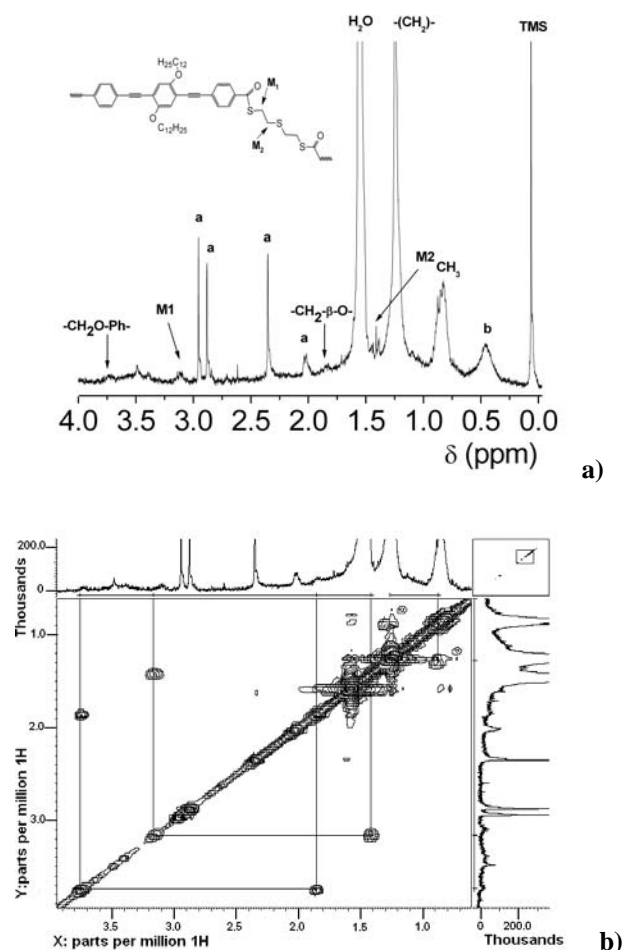 H₂O -(CH₂)- TMS
H25C12
O
O
M₁
S
O
S
C12H25
M₂
S
O
a
a
a
M2
CH₃
-CH₂O-Ph-
M1
-CH₂-β-O-
a
b
4.0 3.5 3.0 2.5 2.0 1.5 1.0 0.5 0.0
δ (ppm)
a)
200.0
0
Thousands
1.0
2.0
3.0
Y:parts per million 1H
3.5 3.0 2.5 2.0 1.5 1.0
0 200.0
X: parts per million 1H
Thousands
b)